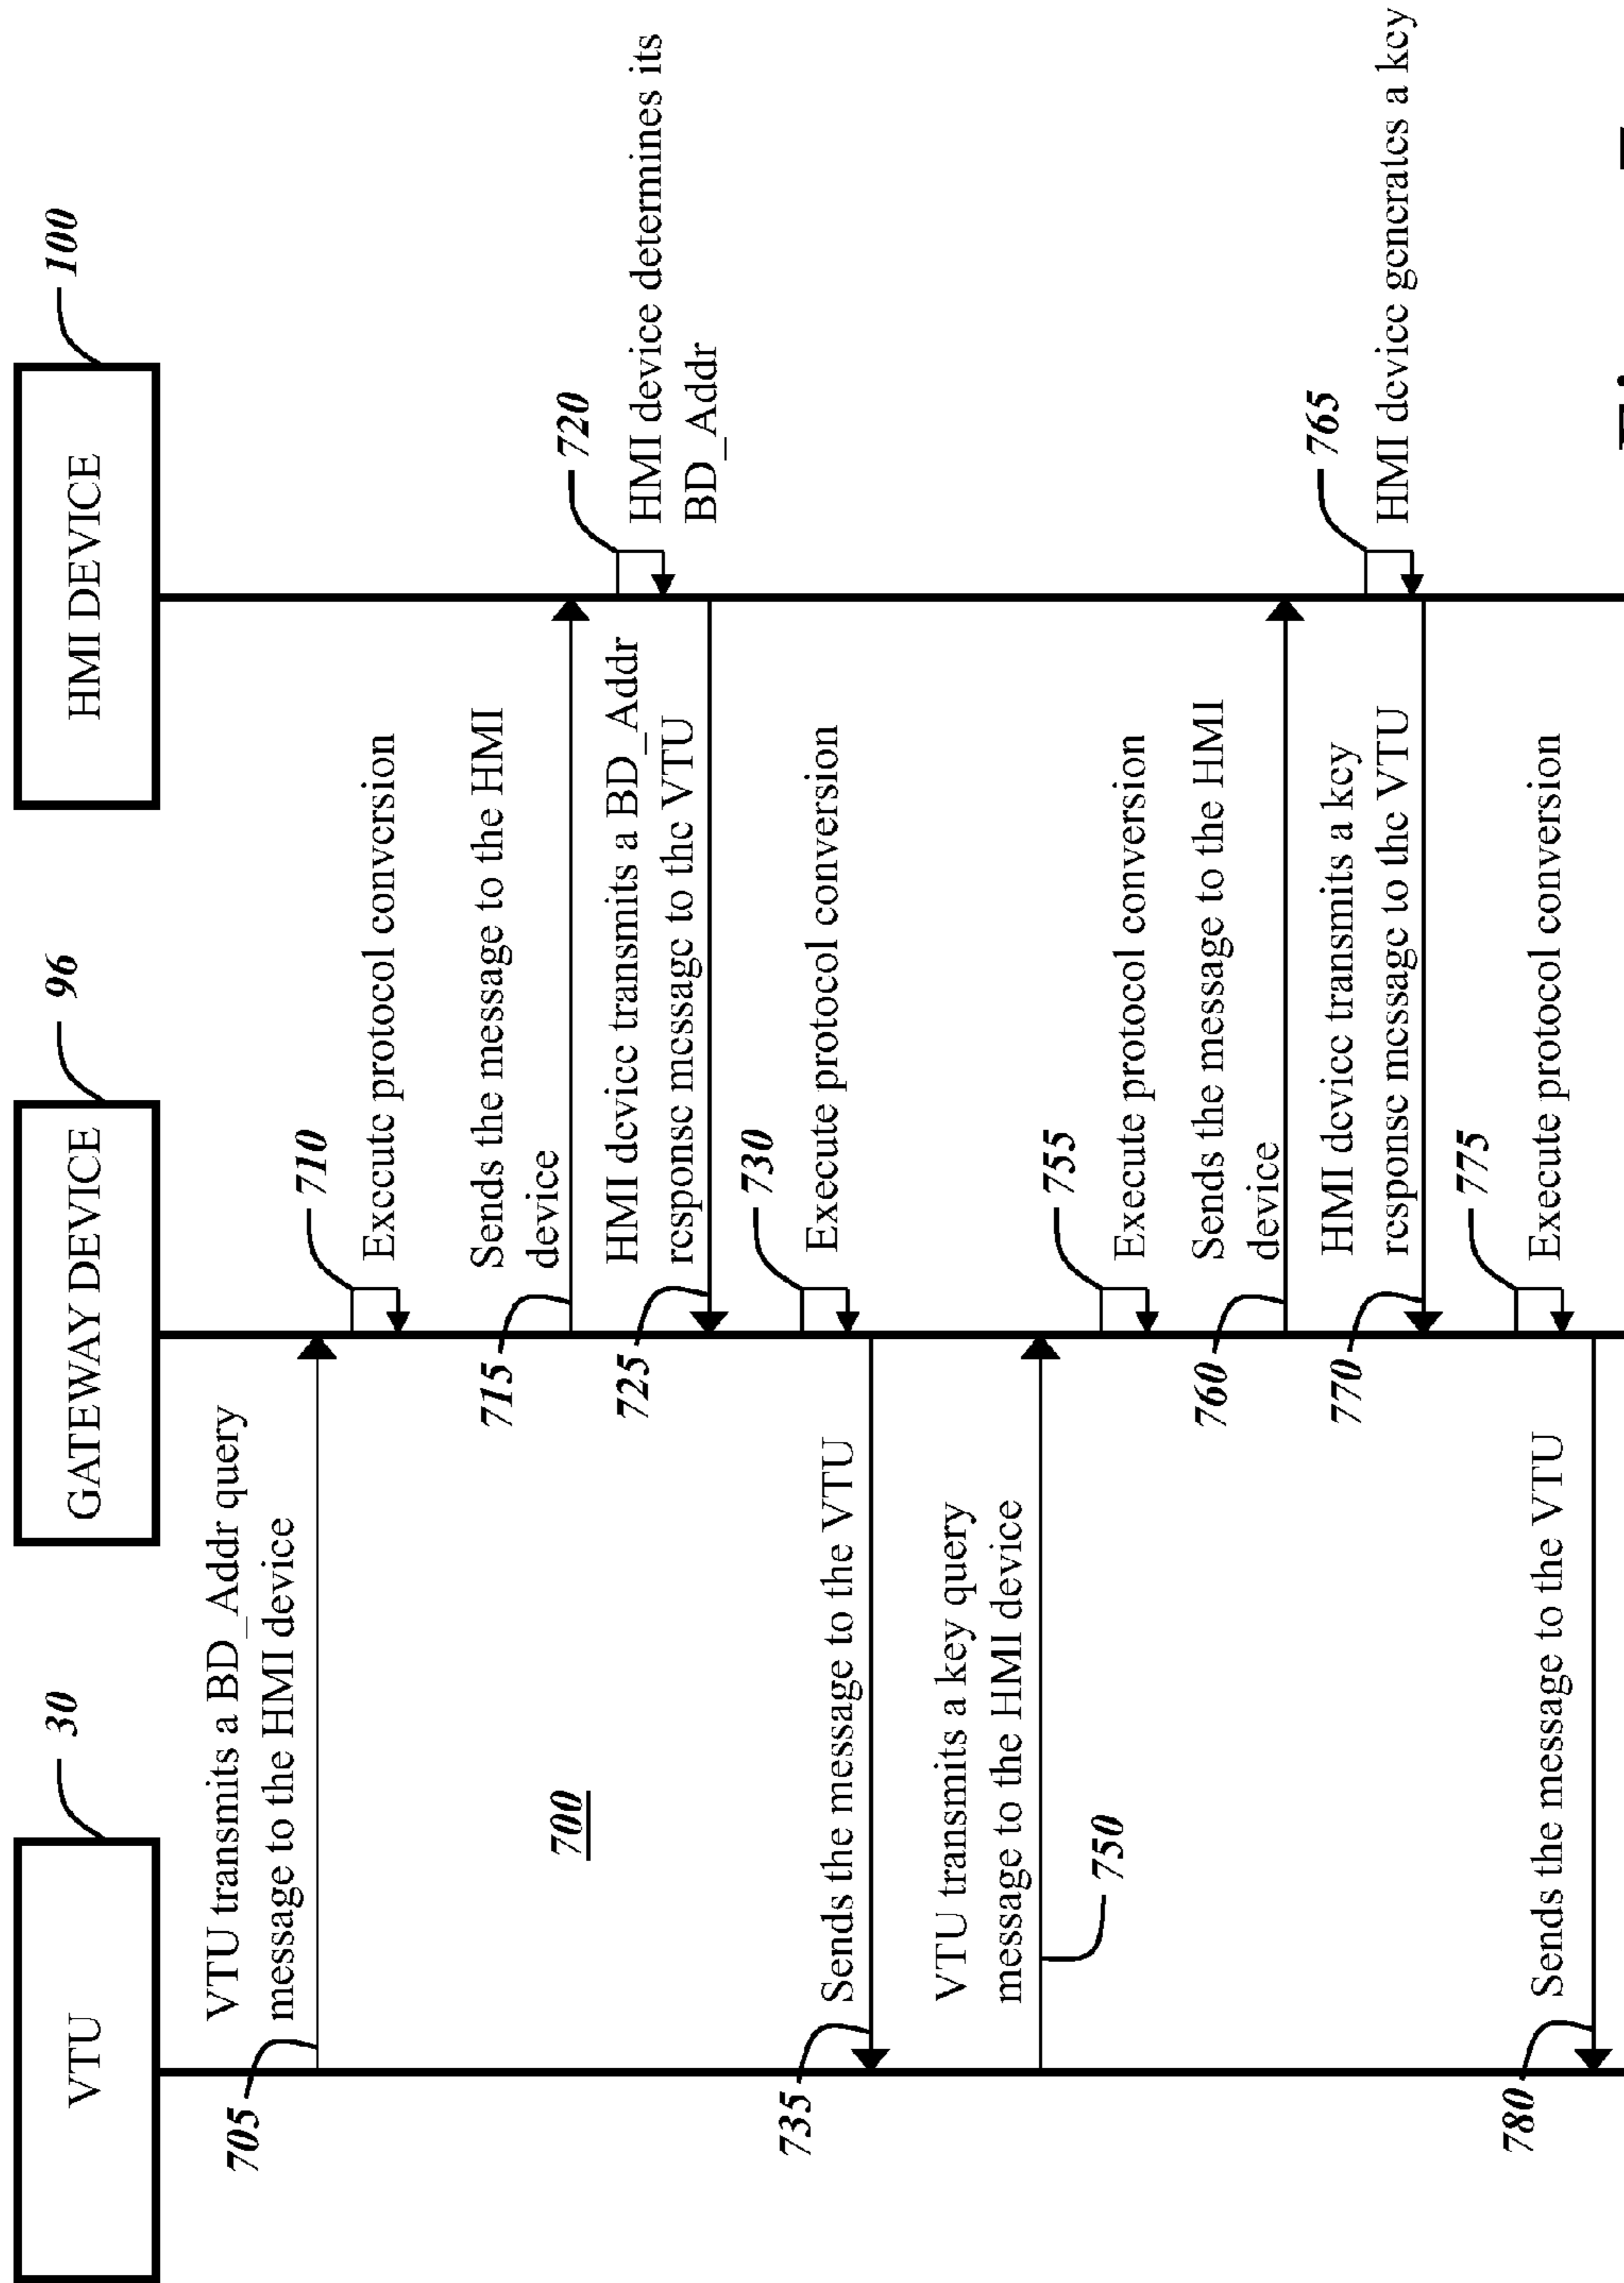 VTU
30
GATEWAY DEVICE
96
HMI DEVICE
100
VTU transmits a BD_Addr query
message to the HMI device
705
710
Execute protocol conversion
Sends the message to the HMI
device
715
720
HMI device determines its
BD_Addr
HMI device transmits a BD_Addr
response message to the VTU
725
700
730
Execute protocol conversion
Sends the message to the VTU
735
VTU transmits a key query
message to the HMI device
750
755
Execute protocol conversion
Sends the message to the HMI
device
760
765
HMI device generates a key
HMI device transmits a key
response message to the VTU
770
775
Execute protocol conversion
Sends the message to the VTU
780